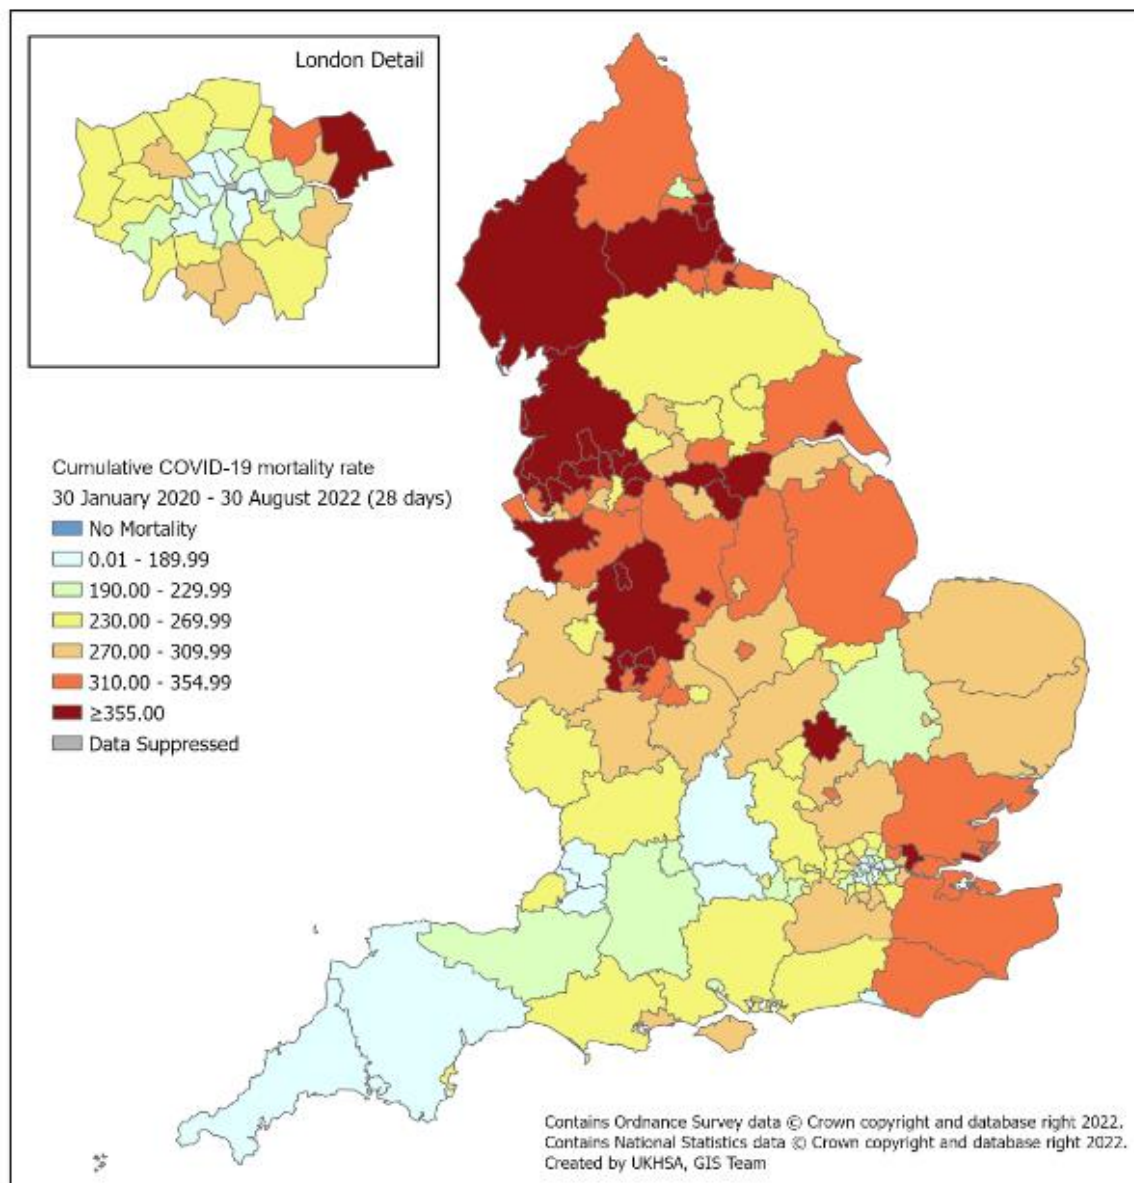 London Detail
Cumulative COVID-19 mortality rate
30 January 2020 - 30 August 2022 (28 days)
No Mortality
0.01 - 189.99
190.00 - 229.99
230.00 - 269.99
270.00 - 309.99
310.00 - 354.99
≥355.00
Data Suppressed
Contains Ordnance Survey data © Crown copyright and database right 2022.
Contains National Statistics data © Crown copyright and database right 2022.
Created by UKHSA, GIS Team